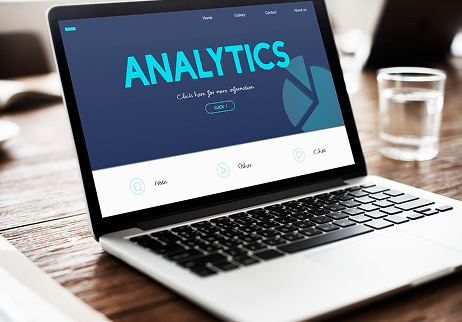 Home Gallery Contact About us
ANALYTICS
Click here for more information
CLICK !
Note Other Chat